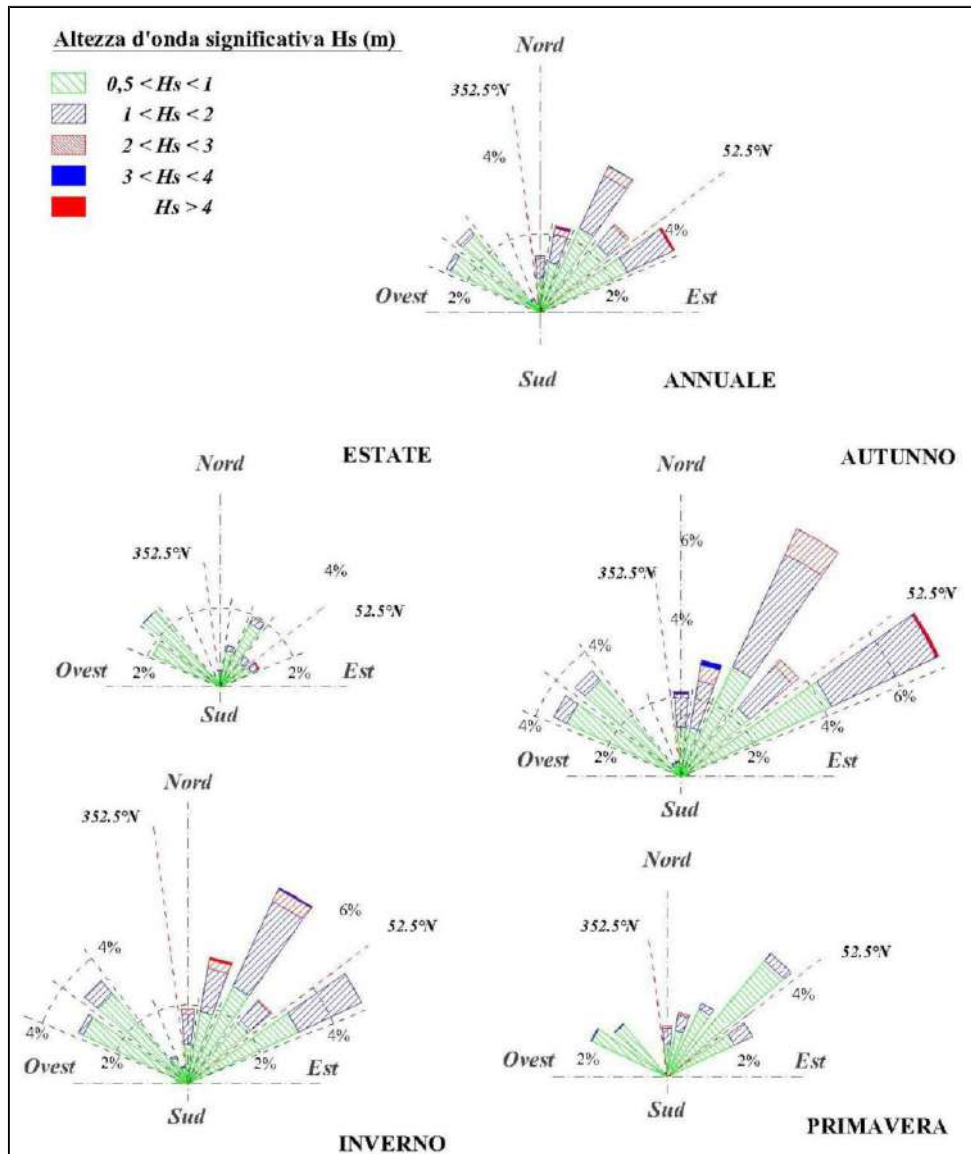 Altezza d'onda significativa Hs (m)
0,5 < Hs < 1
1 < Hs < 2
2 < Hs < 3
3 < Hs < 4
Hs > 4
Nord
352.5°N
4%
52.5°N
4%
Ovest
2%
2%
Est
Sud
ANNUALE
ESTATE
Nord
352.5°N
4%
52.5°N
Ovest
2%
2%
Est
Sud
AUTUNNO
Nord
6%
352.5°N
4%
52.5°N
4%
6%
4%
4%
Ovest
2%
2%
Est
Sud
Nord
352.5°N
6%
52.5°N
4%
4%
4%
Ovest
2%
2%
Est
Sud
INVERNO
Nord
352.5°N
52.5°N
4%
Ovest
2%
2%
Est
Sud
PRIMAVERA